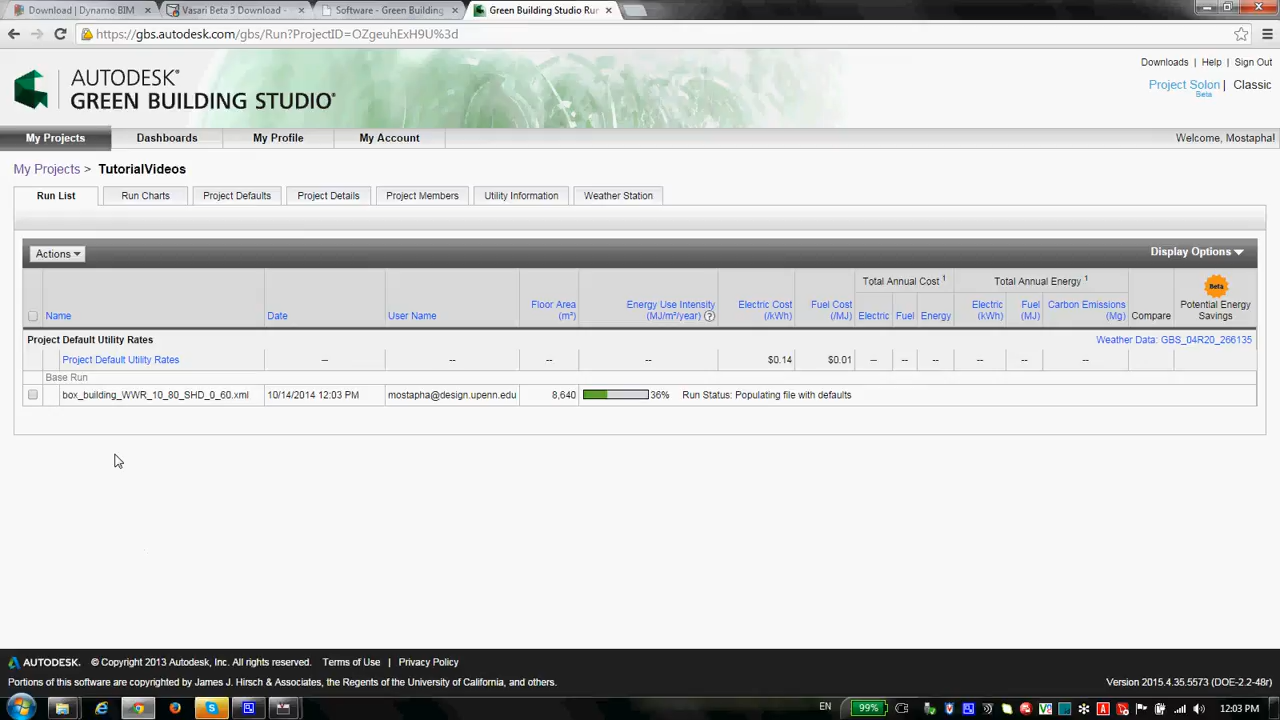 Download | Dynamo BIM
Vasari Beta 3 Download -
Software - Green Building
Green Building Studio Run
https://gbs.autodesk.com/gbs/Run?ProjectID=OZgeuhExH9U%3d
Downloads | Help | Sign Out
AUTODESK®
GREEN BUILDING STUDIO®
Project Solon | Classic
Beta
My Projects Dashboards My Profile My Account Welcome, Mostapha!
My Projects > TutorialVideos
Run List Run Charts Project Defaults Project Details Project Members Utility Information Weather Station
Actions Display Options
Total Annual Cost 1 Total Annual Energy 1 Beta
Name Date User Name Floor Area (m²) Energy Use Intensity (MJ/m²/year) ? Electric Cost (/kWh) Fuel Cost (/MJ) Electric Fuel Energy Electric (kWh) Fuel (MJ) Carbon Emissions (Mg) Compare Potential Energy Savings
Project Default Utility Rates Weather Data: GBS_04R20_266135
Project Default Utility Rates -- -- -- -- $0.14 $0.01 -- -- -- -- -- --
Base Run
box_building_WWR_10_80_SHD_0_60.xml 10/14/2014 12:03 PM mostapha@design.upenn.edu 8,640 36% Run Status: Populating file with defaults
AUTODESK. © Copyright 2013 Autodesk, Inc. All rights reserved. Terms of Use | Privacy Policy
Portions of this software are copyrighted by James J. Hirsch & Associates, the Regents of the University of California, and others. Version 2015.4.35.5573 (DOE-2.2-48r)
EN 99% 12:03 PM